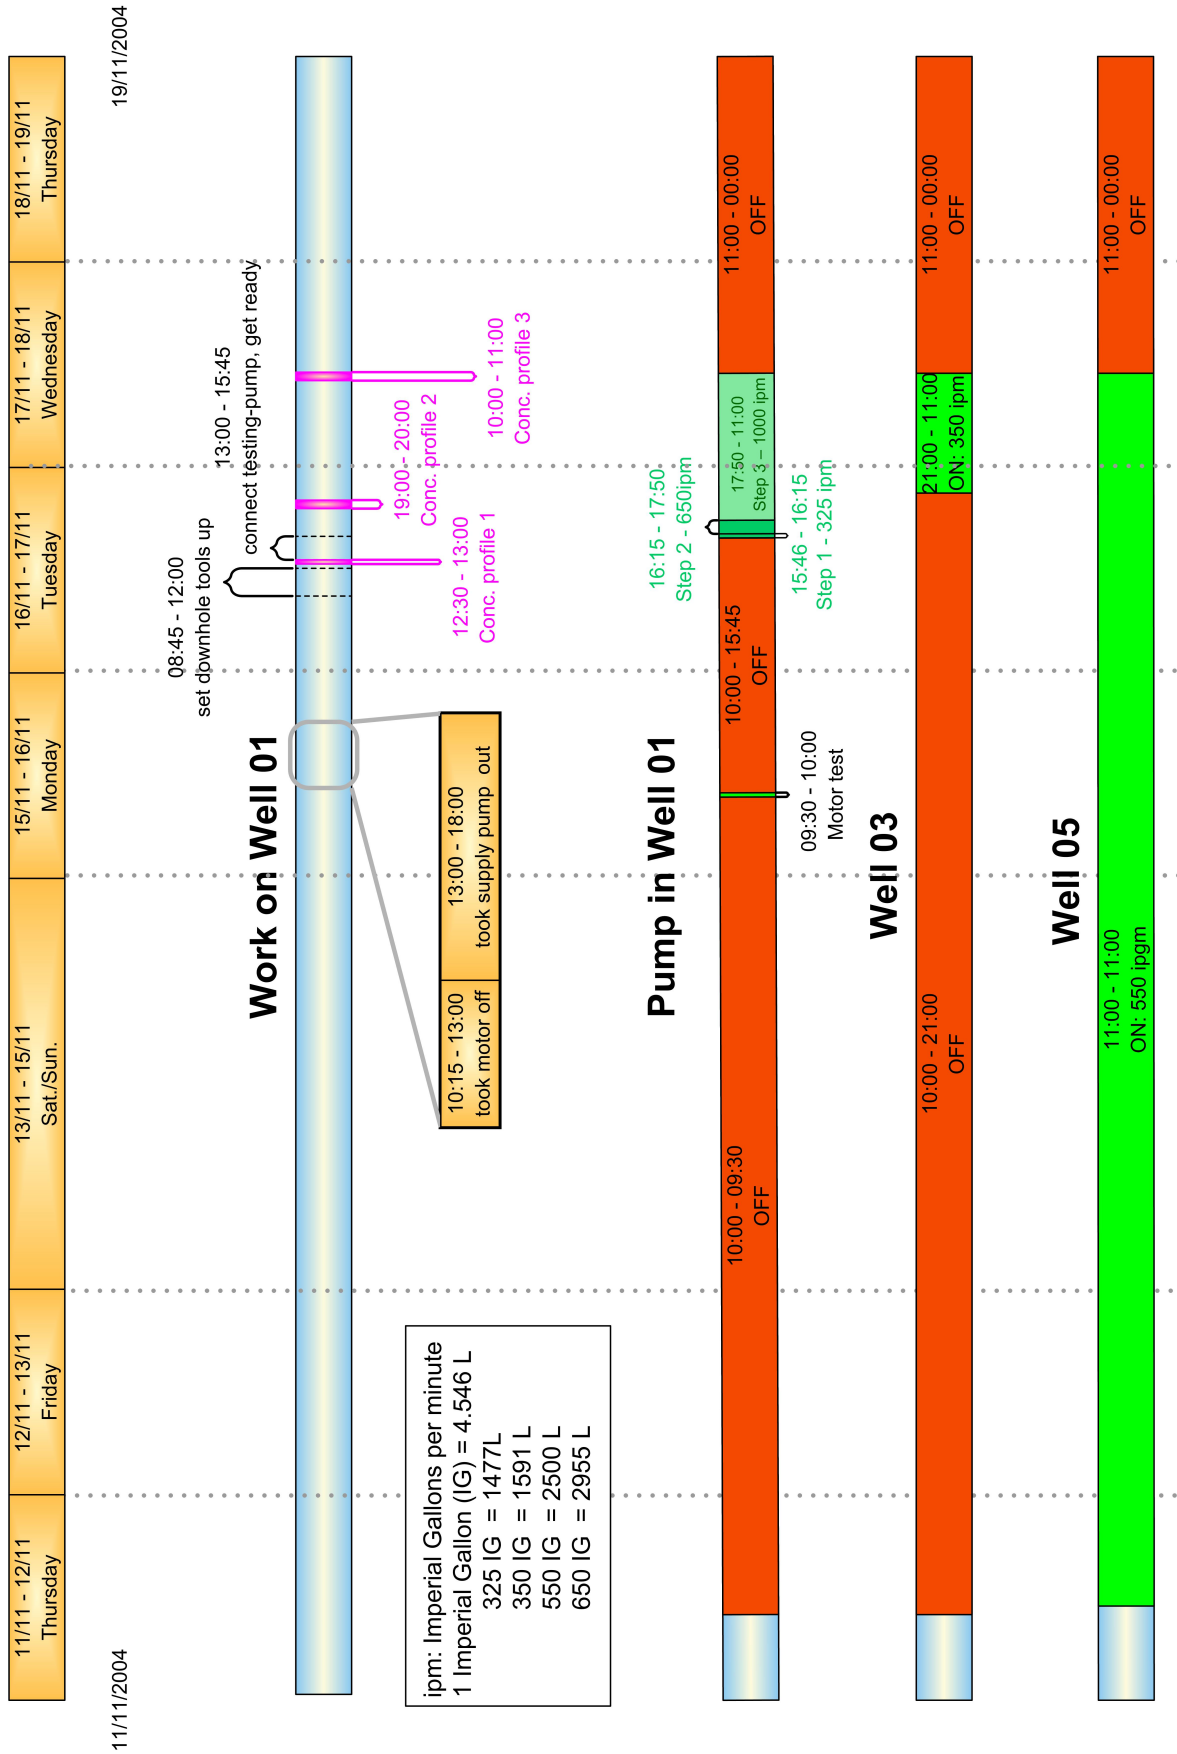 11/11 - 12/11
Thursday
12/11 - 13/11
Friday
13/11 - 15/11
Sat./Sun.
15/11 - 16/11
Monday
16/11 - 17/11
Tuesday
17/11 - 18/11
Wednesday
18/11 - 19/11
Thursday
11/11/2004
19/11/2004
08:45 - 12:00
set downhole tools up
13:00 - 15:45
connect testing-pump, get ready
Work on Well 01
12:30 - 13:00
Conc. profile 1
19:00 - 20:00
Conc. profile 2
10:00 - 11:00
Conc. profile 3
10:15 - 13:00
took motor off
13:00 - 18:00
took supply pump out
ipm: Imperial Gallons per minute
1 Imperial Gallon (IG) = 4.546 L
325 IG = 1477L
350 IG = 1591 L
550 IG = 2500 L
650 IG = 2955 L
Pump in Well 01
16:15 - 17:50
Step 2 - 650ipm
10:00 - 09:30
OFF
10:00 - 15:45
OFF
17:50 - 11:00
Step 3 – 1000 ipm
11:00 - 00:00
OFF
09:30 - 10:00
Motor test
15:46 - 16:15
Step 1 - 325 ipm
Well 03
10:00 - 21:00
OFF
21:00 - 11:00
ON: 350 ipm
11:00 - 00:00
OFF
Well 05
11:00 - 11:00
ON: 550 ipgm
11:00 - 00:00
OFF